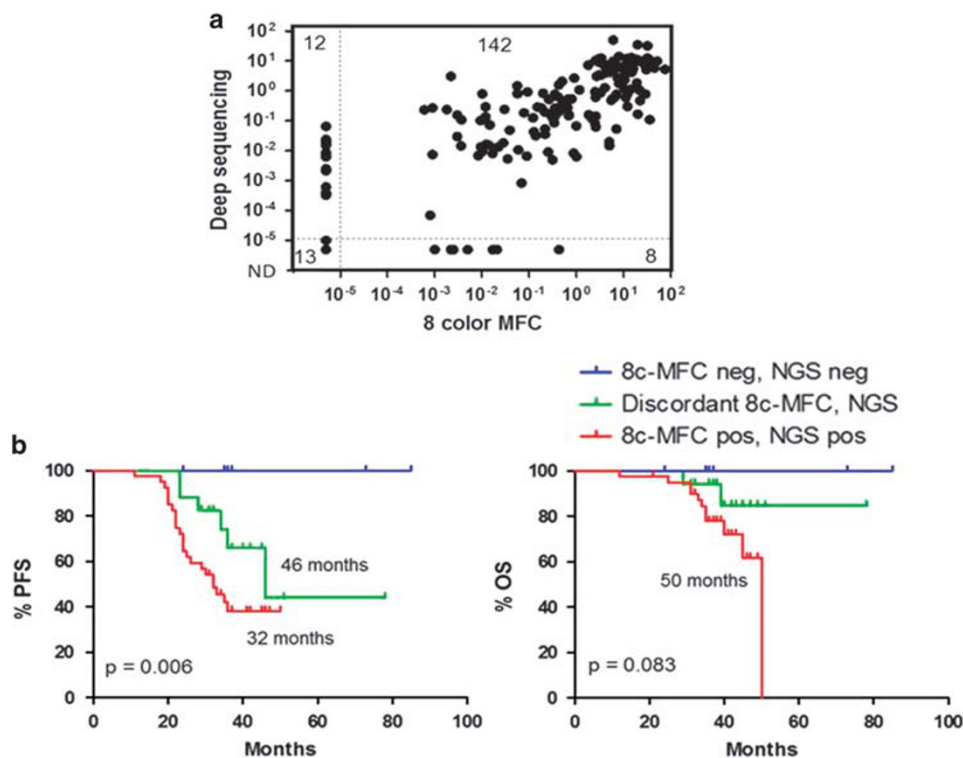 a
12
142
10²
10¹
10⁰
10⁻¹
10⁻²
10⁻³
10⁻⁴
10⁻⁵
ND
Deep sequencing
13
8
10⁻⁵ 10⁻⁴ 10⁻³ 10⁻² 10⁻¹ 10⁰ 10¹ 10²
8 color MFC
8c-MFC neg, NGS neg
Discordant 8c-MFC, NGS
8c-MFC pos, NGS pos
b
100
80
60
40
20
0
% PFS
46 months
32 months
p = 0.006
0 20 40 60 80 100
Months
100
80
60
40
20
0
% OS
50 months
p = 0.083
0 20 40 60 80 100
Months